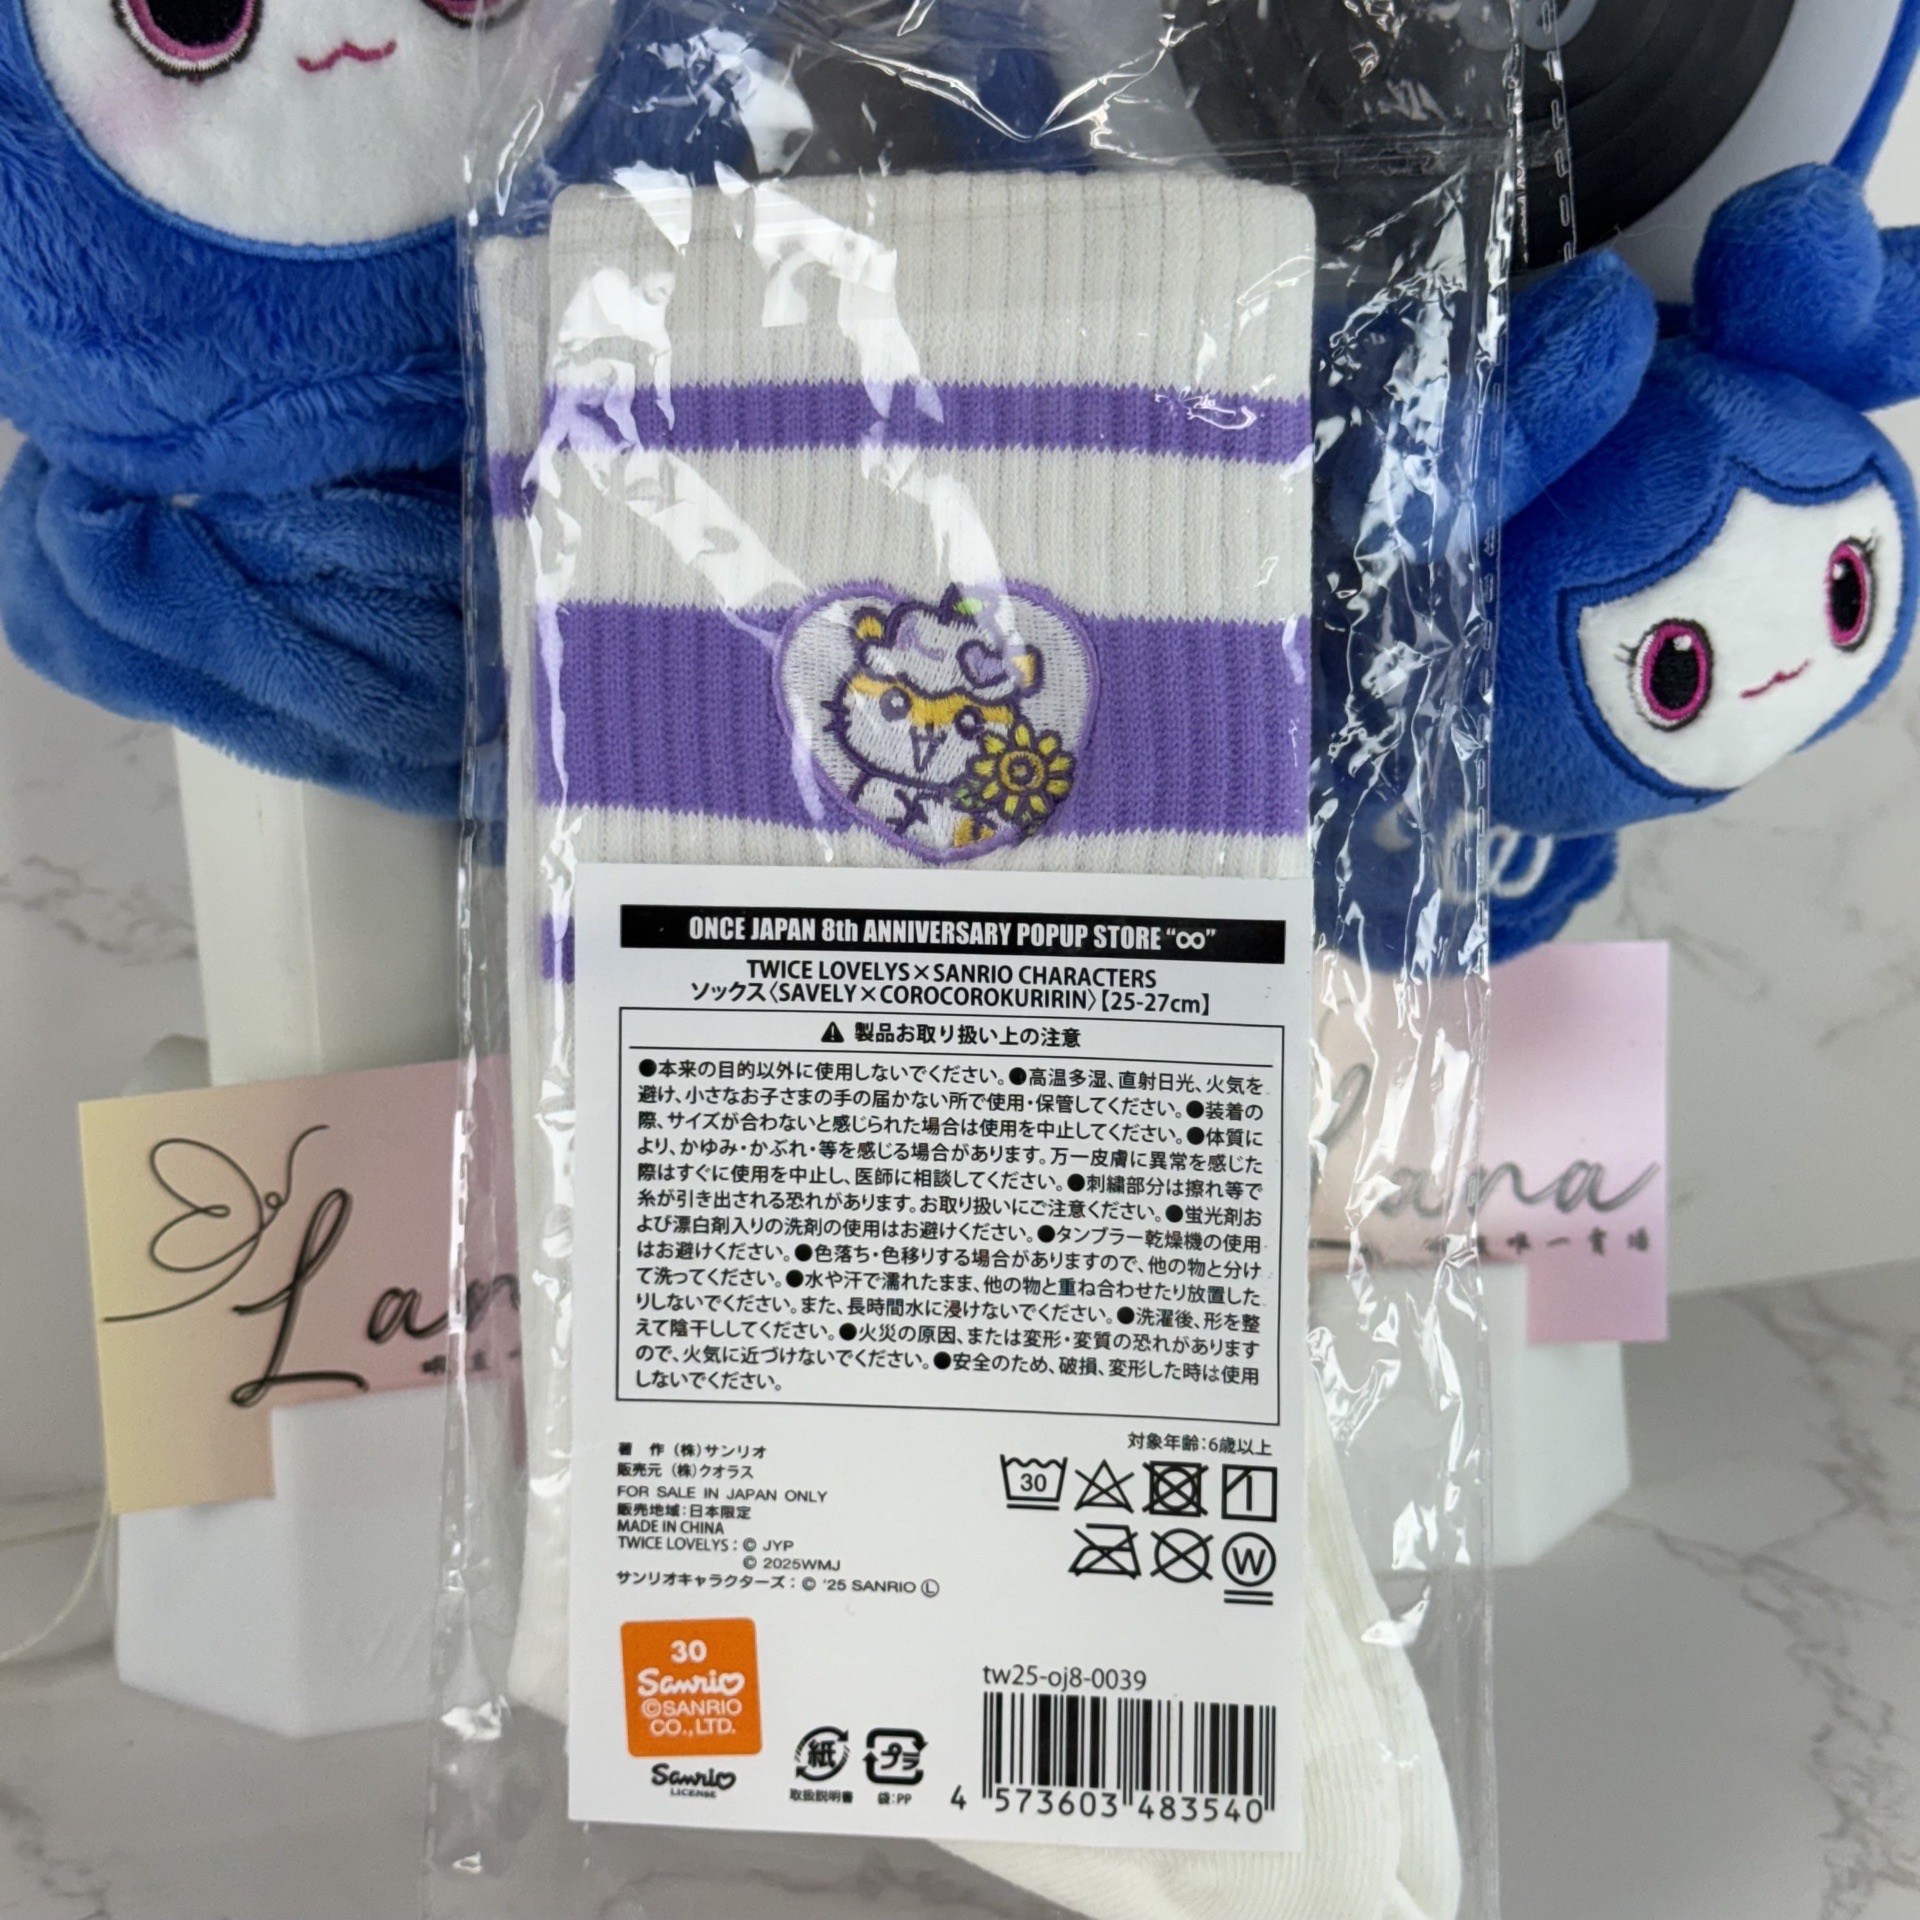 ONCE JAPAN 8th ANNIVERSARY POPUP STORE “∞”
TWICE LOVELYS×SANRIO CHARACTERS
ソックス〈SAVELY×COROCOROKURIRIN〉【25-27cm】
製品お取り扱い上の注意
●本来の目的以外に使用しないでください。●高温多湿、直射日光、火気を
避け、小さなお子さまの手の届かない所で使用・保管してください。●装着の
際、サイズが合わないと感じられた場合は使用を中止してください。●体質に
より、かゆみ・かぶれ・等を感じる場合があります。万一皮膚に異常を感じた
際はすぐに使用を中止し、医師に相談してください。●刺繍部分は擦れ等で
糸が引き出される恐れがあります。お取り扱いにご注意ください。●蛍光剤お
よび漂白剤入りの洗剤の使用はお避けください。●タンブラー乾燥機の使用
はお避けください。●色落ち・色移りする場合がありますので、他の物と分け
て洗ってください。●水や汗で濡れたまま、他の物と重ね合わせたり放置した
りしないでください。また、長時間水に浸けないでください。●洗濯後、形を整
えて陰干ししてください。●火災の原因、または変形・変質の恐れがあります
ので、火気に近づけないでください。●安全のため、破損、変形した時は使用
しないでください。
対象年齢:6歳以上
著　作 (株)サンリオ
販売元 (株)クオラス
FOR SALE IN JAPAN ONLY
販売地域:日本限定
MADE IN CHINA
TWICE LOVELYS : © JYP
© 2025WMJ
サンリオキャラクターズ : © '25 SANRIO Ⓛ
30
W
30
Sanrio
©SANRIO
CO.,LTD.
Sanrio
LICENSE
紙
取扱説明書
プラ
袋:PP
tw25-oj8-0039
4 573603 483540
Lan
ana